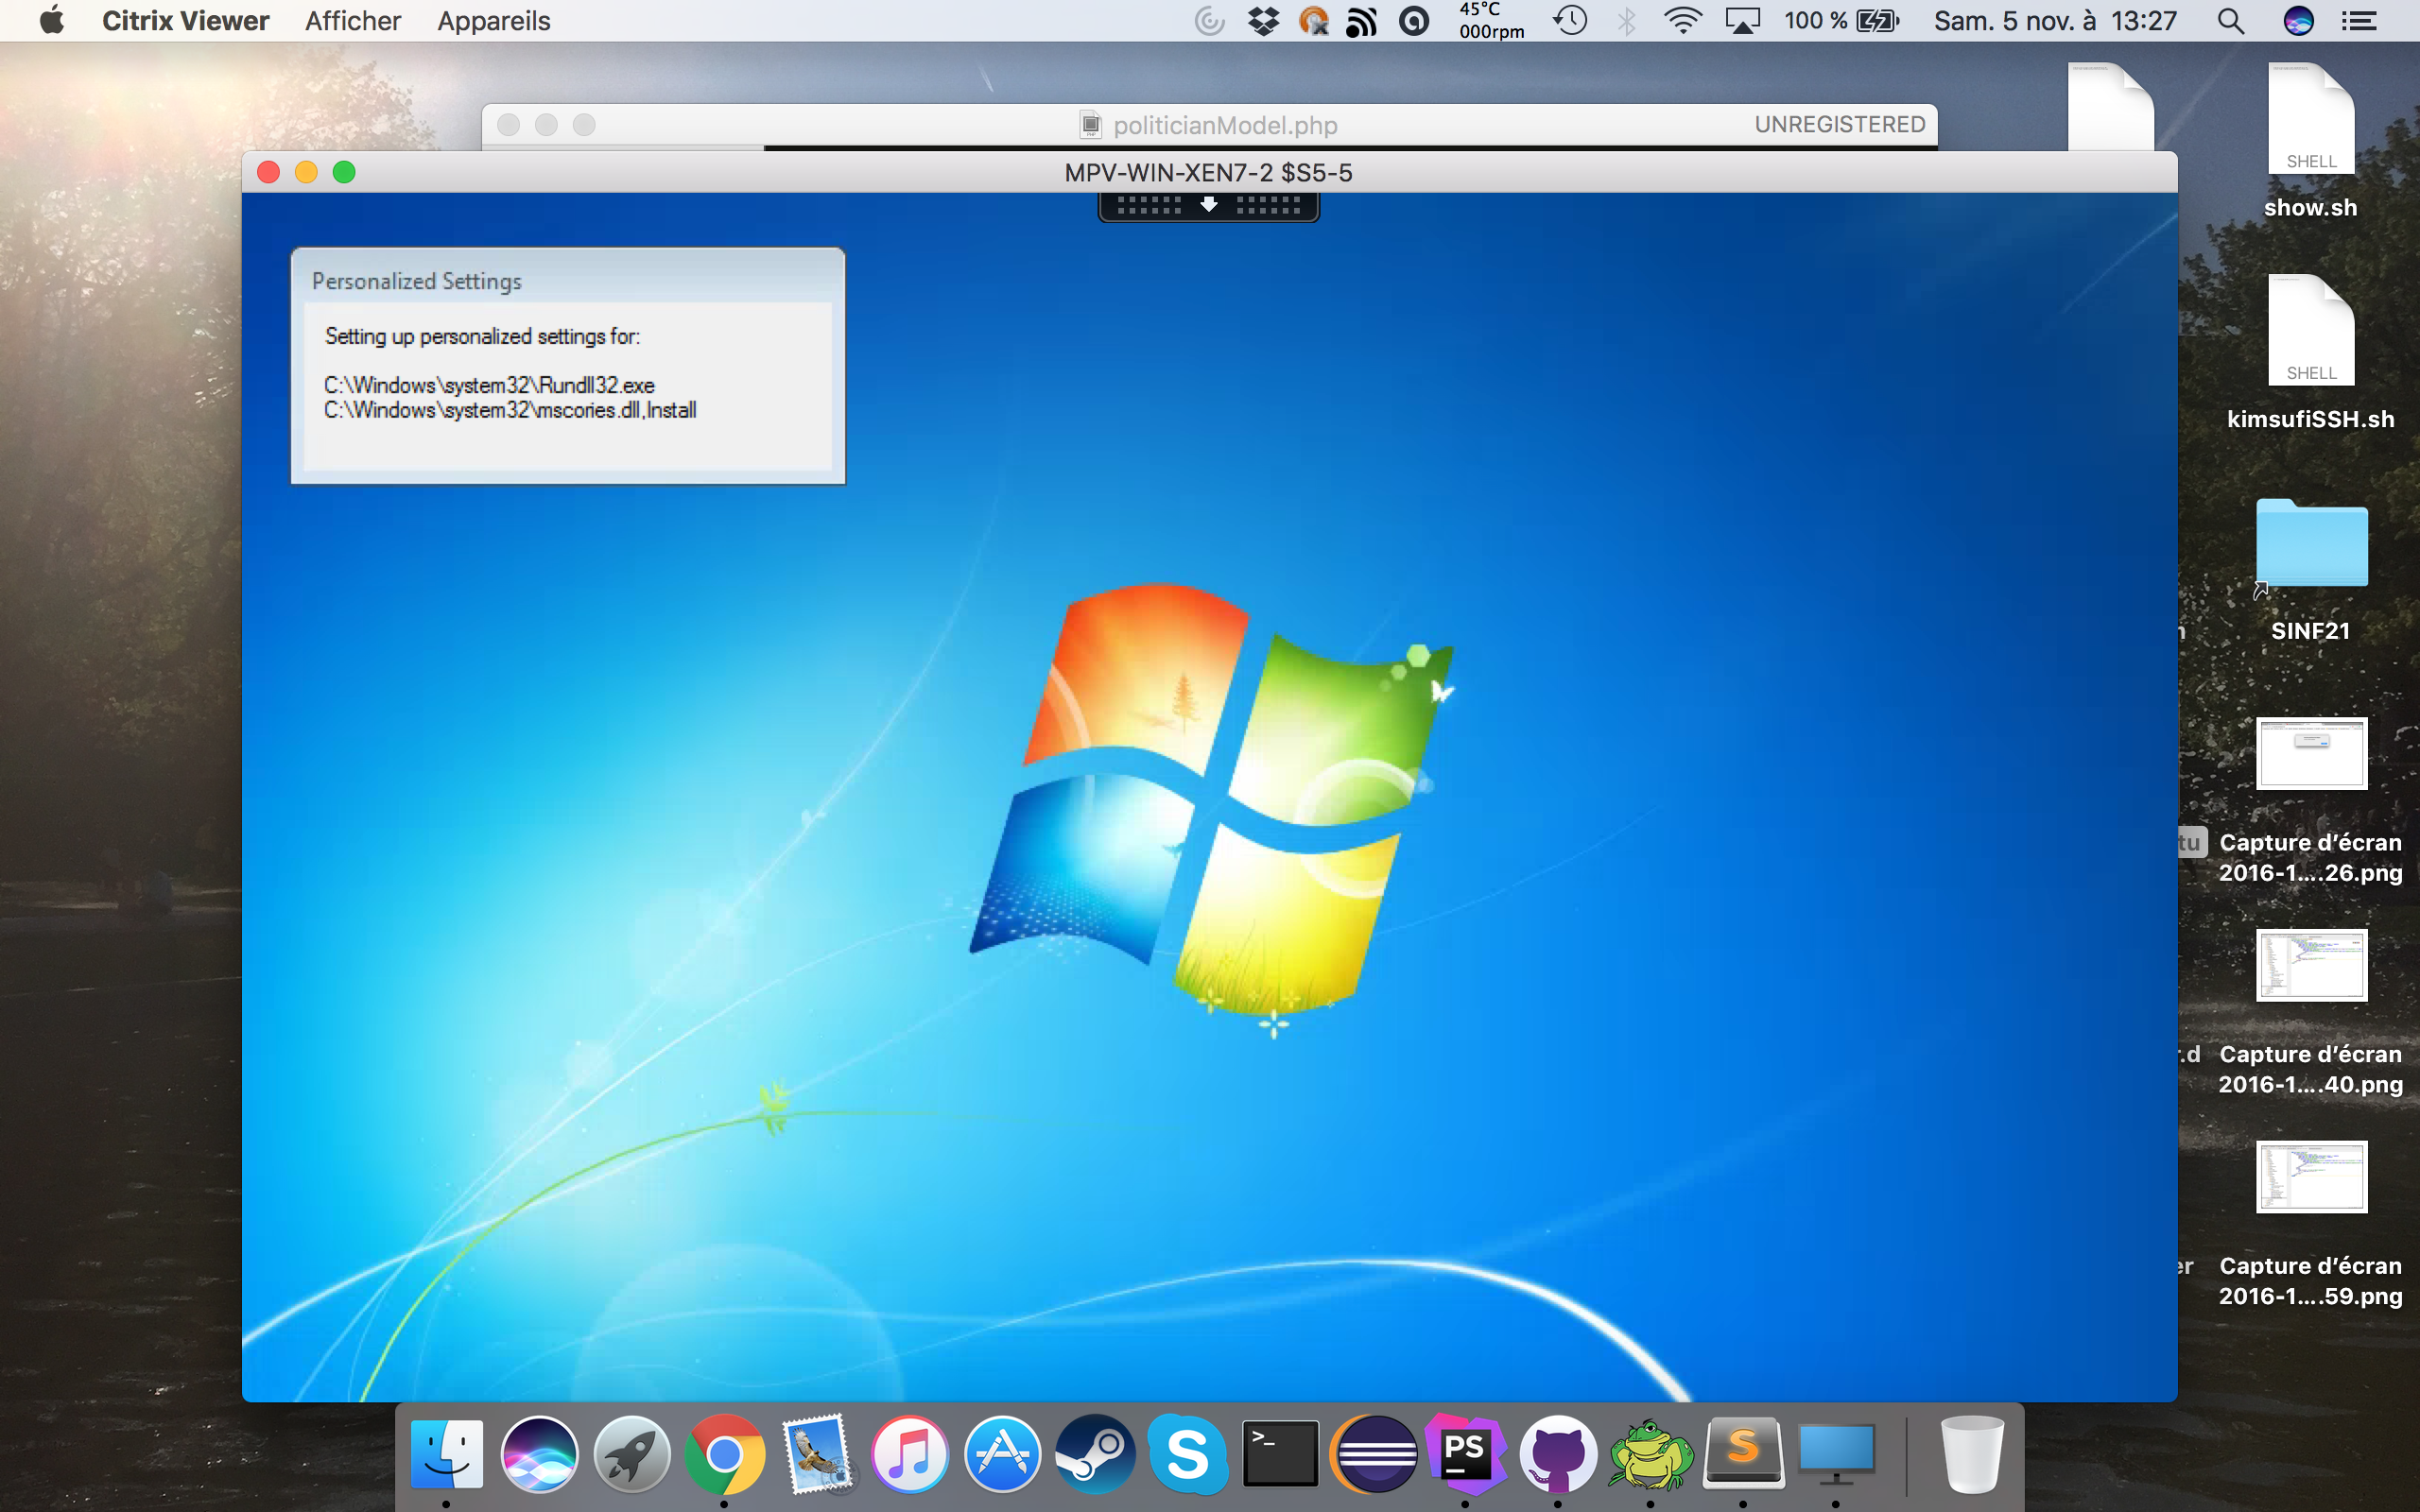 Citrix Viewer Afficher Appareils 45°C 000rpm 100 % Sam. 5 nov. à 13:27
politicianModel.php UNREGISTERED
MPV-WIN-XEN7-2 $S5-5
Personalized Settings
Setting up personalized settings for:
C:\Windows\system32\Rundll32.exe
C:\Windows\system32\mscories.dll,Install
SHELL
show.sh
SHELL
kimsufiSSH.sh
SINF21
tu
Capture d'écran
2016-1....26.png
.d
Capture d'écran
2016-1....40.png
er
Capture d'écran
2016-1....59.png
S
>_
PS
S